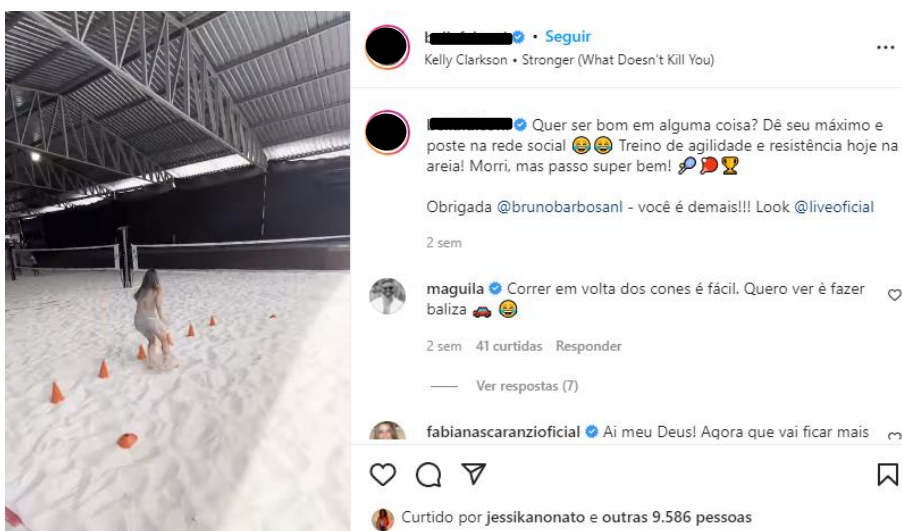 • Seguir
Kelly Clarkson • Stronger (What Doesn't Kill You)
Quer ser bom em alguma coisa? Dê seu máximo e
poste na rede social 😂😂 Treino de agilidade e resistência hoje na
areia! Morri, mas passo super bem! 🎾🏓🏆
Obrigada @brunobarbosanl - você é demais!!! Look @liveoficial
2 sem
maguila Correr em volta dos cones é fácil. Quero ver è fazer
baliza 🚗 😂
2 sem 41 curtidas Responder
Ver respostas (7)
fabianascaranzioficial Ai meu Deus! Agora que vai ficar mais
Curtido por jessikanonato e outras 9.586 pessoas